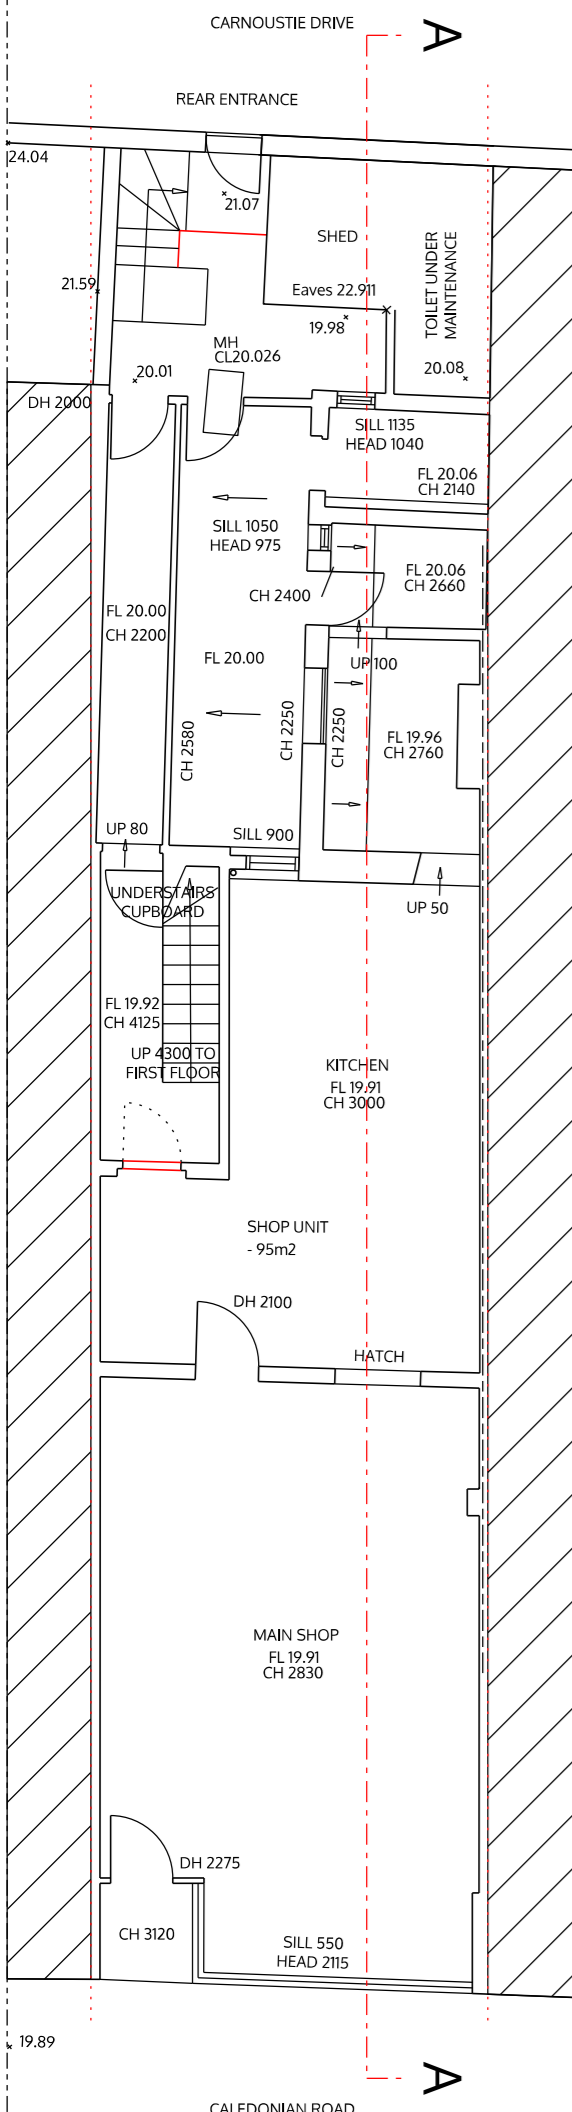 CARNOUSTIE DRIVE
A
REAR ENTRANCE
24.04
21.07
SHED
TOILET UNDER
MAINTENANCE
21.59
Eaves 22.911
19.98
MH
CL20.026
20.01
20.08
DH 2000
SILL 1135
HEAD 1040
FL 20.06
CH 2140
SILL 1050
HEAD 975
FL 20.06
CH 2660
CH 2400
FL 20.00
CH 2200
FL 20.00
UP 100
CH 2580
CH 2250
CH 2250
FL 19.96
CH 2760
UP 80
SILL 900
UNDERSTAIRS
CUPBOARD
UP 50
FL 19.92
CH 4125
UP 4300 TO
FIRST FLOOR
KITCHEN
FL 19.91
CH 3000
SHOP UNIT
- 95m2
DH 2100
HATCH
MAIN SHOP
FL 19.91
CH 2830
DH 2275
CH 3120
SILL 550
HEAD 2115
19.89
A
CALEDONIAN ROAD